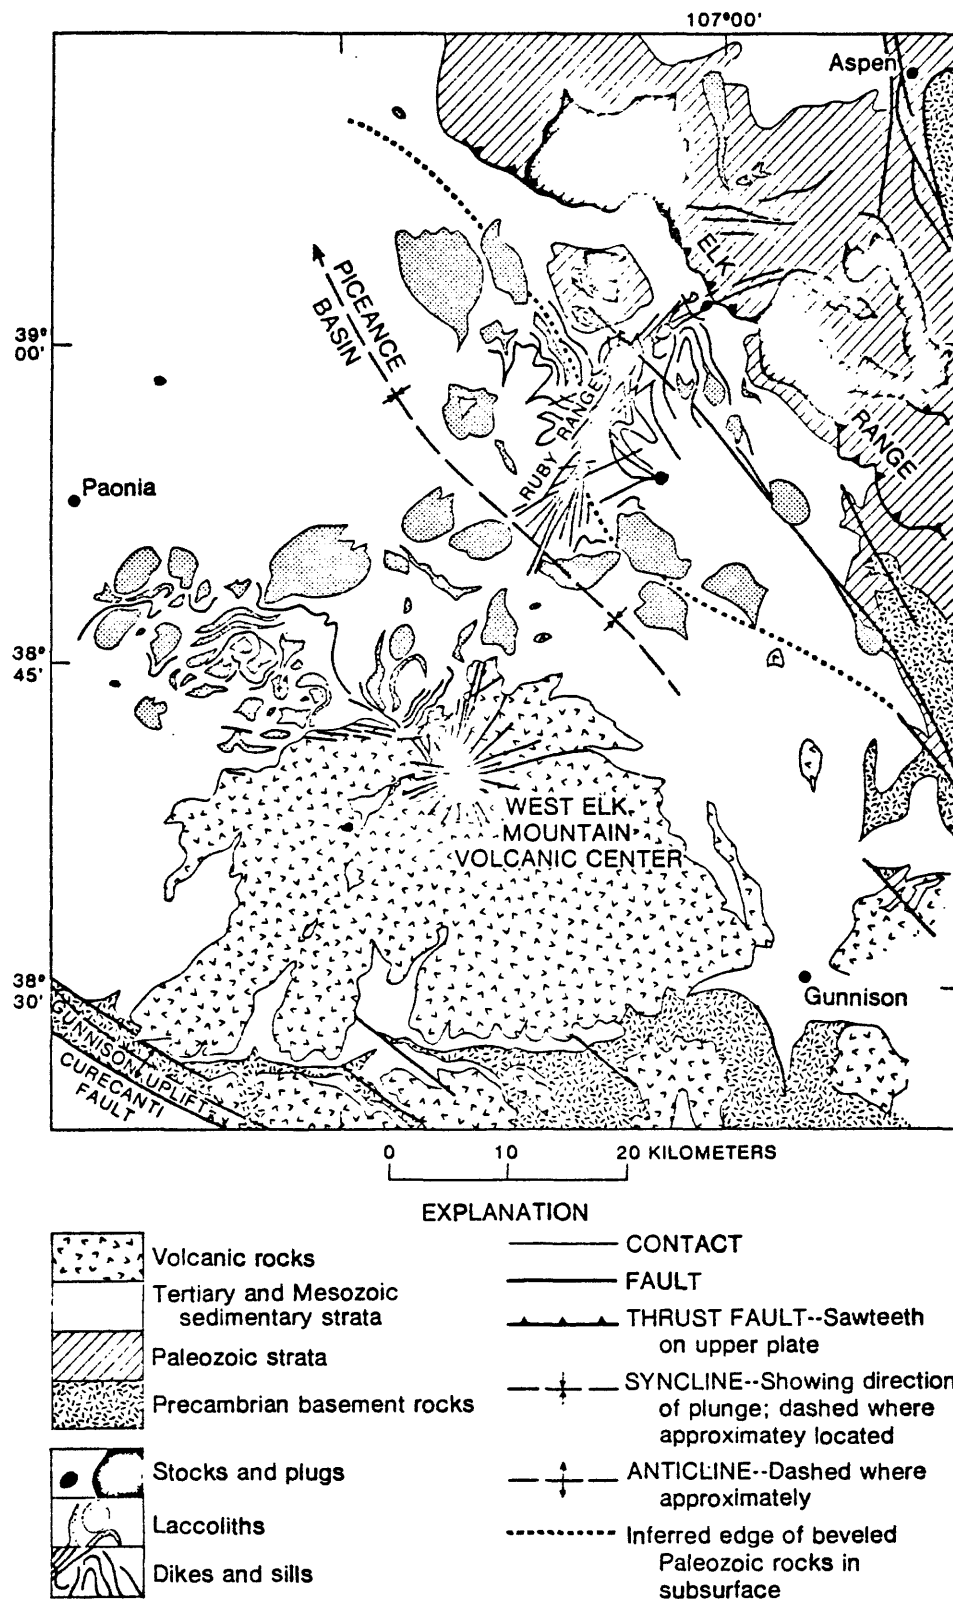 107°00'
Aspen
ELK
RANGE
PICEANCE
BASIN
39°
00'
RUBY RANGE
Paonia
38°
45'
WEST ELK
MOUNTAIN
VOLCANIC CENTER
38°
30'
Gunnison
GUNNISON UPLIFT
CURECANTI
FAULT
0 10 20 KILOMETERS
EXPLANATION
Volcanic rocks
Tertiary and Mesozoic
sedimentary strata
Paleozoic strata
Precambrian basement rocks
Stocks and plugs
Laccoliths
Dikes and sills
CONTACT
FAULT
THRUST FAULT--Sawteeth
on upper plate
SYNCLINE--Showing direction
of plunge; dashed where
approximatey located
ANTICLINE--Dashed where
approximately
Inferred edge of beveled
Paleozoic rocks in
subsurface